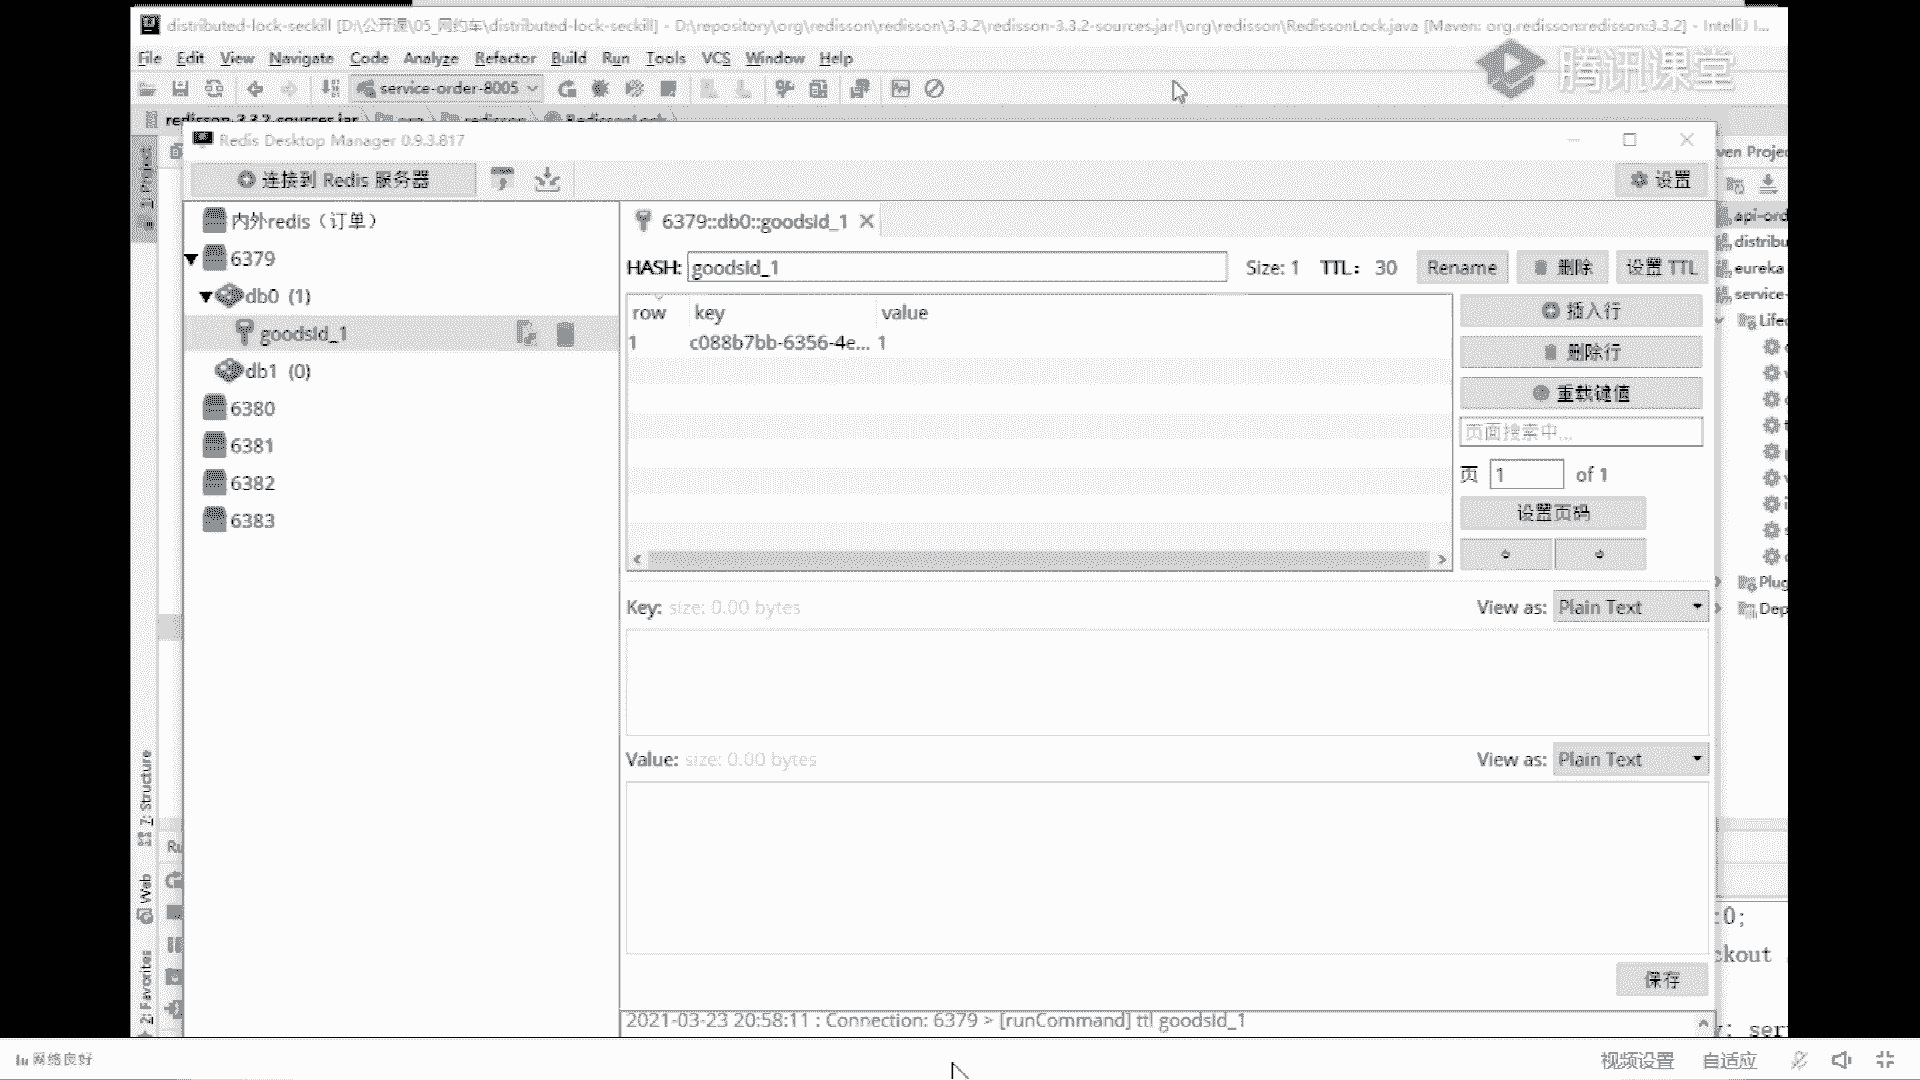 distributed-lock-seckill [D:\公开课\05_网约车\distributed-lock-seckill] - D:\repository\org\redisson\redisson\3.3.2\redisson-3.3.2-sources.jar!\org\redisson\RedissonLock.java [Maven: org.redisson:redisson:3.3.2] - IntelliJ I...
File Edit View Navigate Code Analyze Refactor Build Run Tools VCS Window Help
腾讯课堂
service-order-8005
redisson-3.3.2-sources.jar org redisson RedissonLock
Redis Desktop Manager 0.9.3.817
1: Project
ven Projec
连接到 Redis 服务器
设置
内外redis（订单）
6379::db0::goodsId_1
api-ord
distribu
6379
HASH: goodsId_1 Size: 1 TTL: 30 Rename 删除 设置 TTL
eureka
db0 (1)
service-
row key value
插入行
Lifec
goodsId_1
1 c088b7bb-6356-4e... 1
删除行
db1 (0)
重载键值
6380
页面搜索中...
6381
页 1 of 1
6382
设置页码
6383
Plug
Key: size: 0.00 bytes View as: Plain Text
Dep
Value: size: 0.00 bytes View as: Plain Text
7: Structure
Ru
Web
:0;
ckout
2: Favorites
保存
2021-03-23 20:58:11 : Connection: 6379 > [runCommand] ttl goodsId_1
y: ser
网络良好
视频设置 自适应